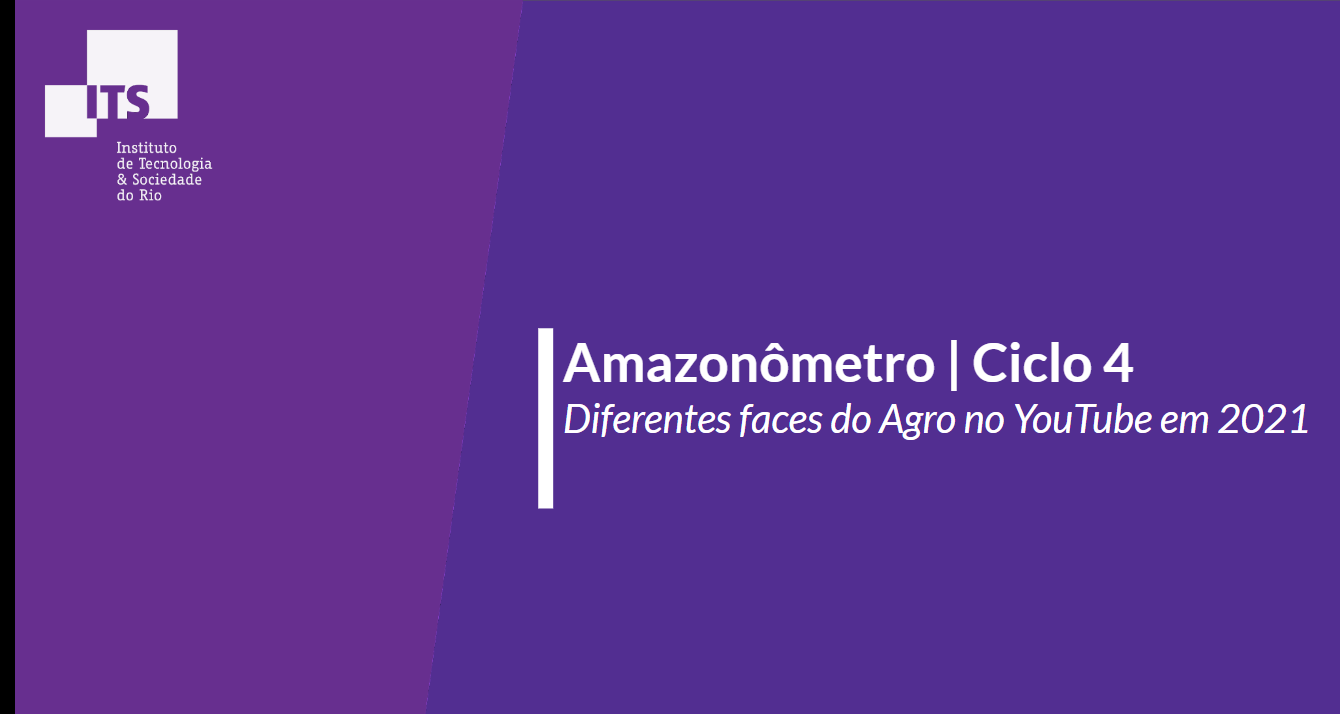 ITS
Instituto
de Tecnologia
& Sociedade
do Rio
Amazonômetro | Ciclo 4
Diferentes faces do Agro no YouTube em 2021